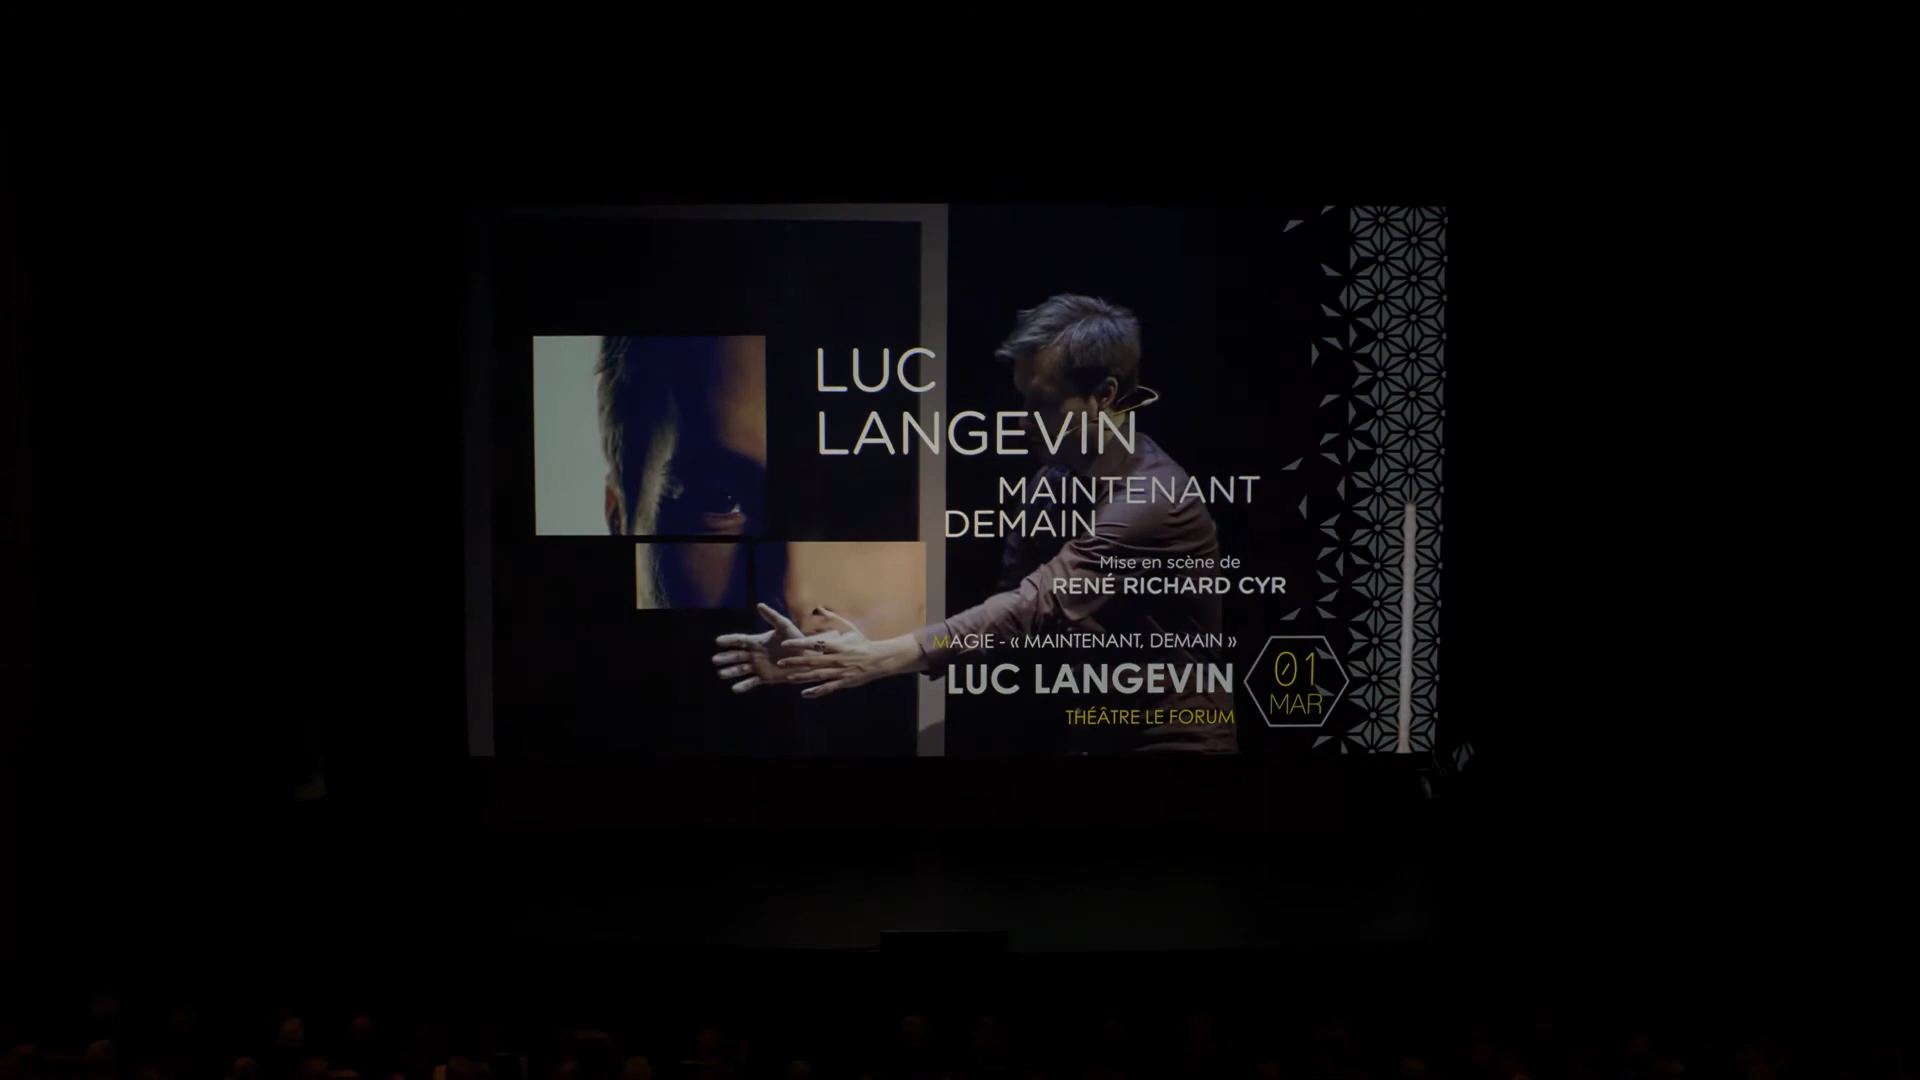 LUC
LANGEVIN
MAINTENANT
DEMAIN
Mise en scène de
RENÉ RICHARD CYR
MAGIE - « MAINTENANT, DEMAIN »
LUC LANGEVIN
THÉÂTRE LE FORUM
01
MAR